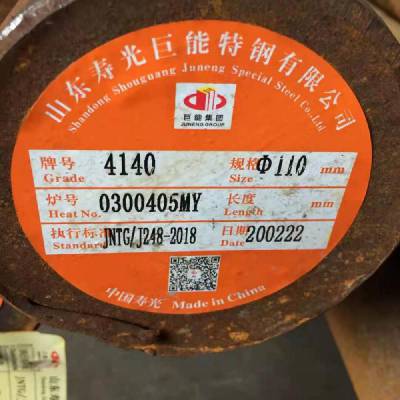 山东寿光巨能特钢有限公司
Shandong Shouguang Juneng Special Steel Co.,Ltd
巨能集团
JUNENG GROUP
牌号 4140 规格 Φ110 mm
Grade Size
炉号 0300405MY 长度 mm
Heat No. Length
执行标准 JNTG/J248-2018 日期 200222
Standard Date
中国寿光 Made in China
JNTG/